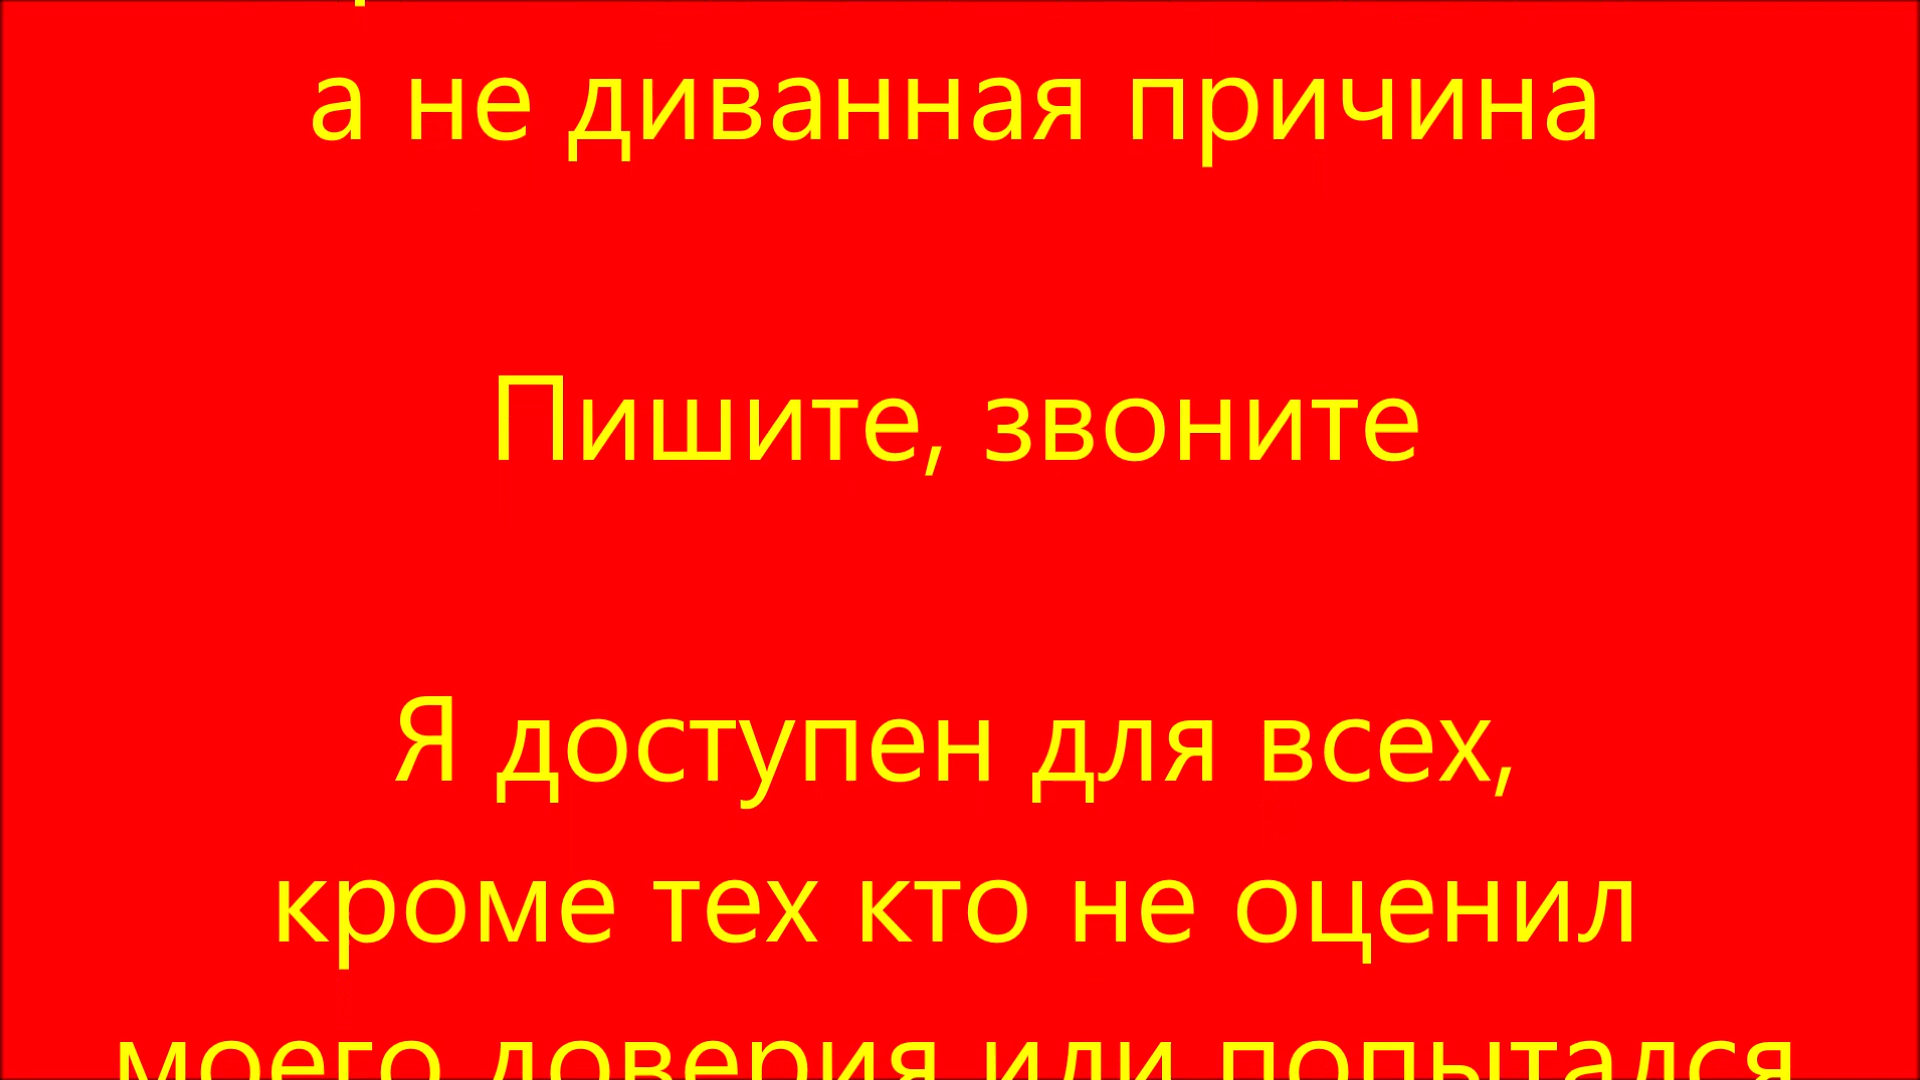 а не диванная причина
Пишите, звоните
Я доступен для всех,
кроме тех кто не оценил
моего доверия или попытался